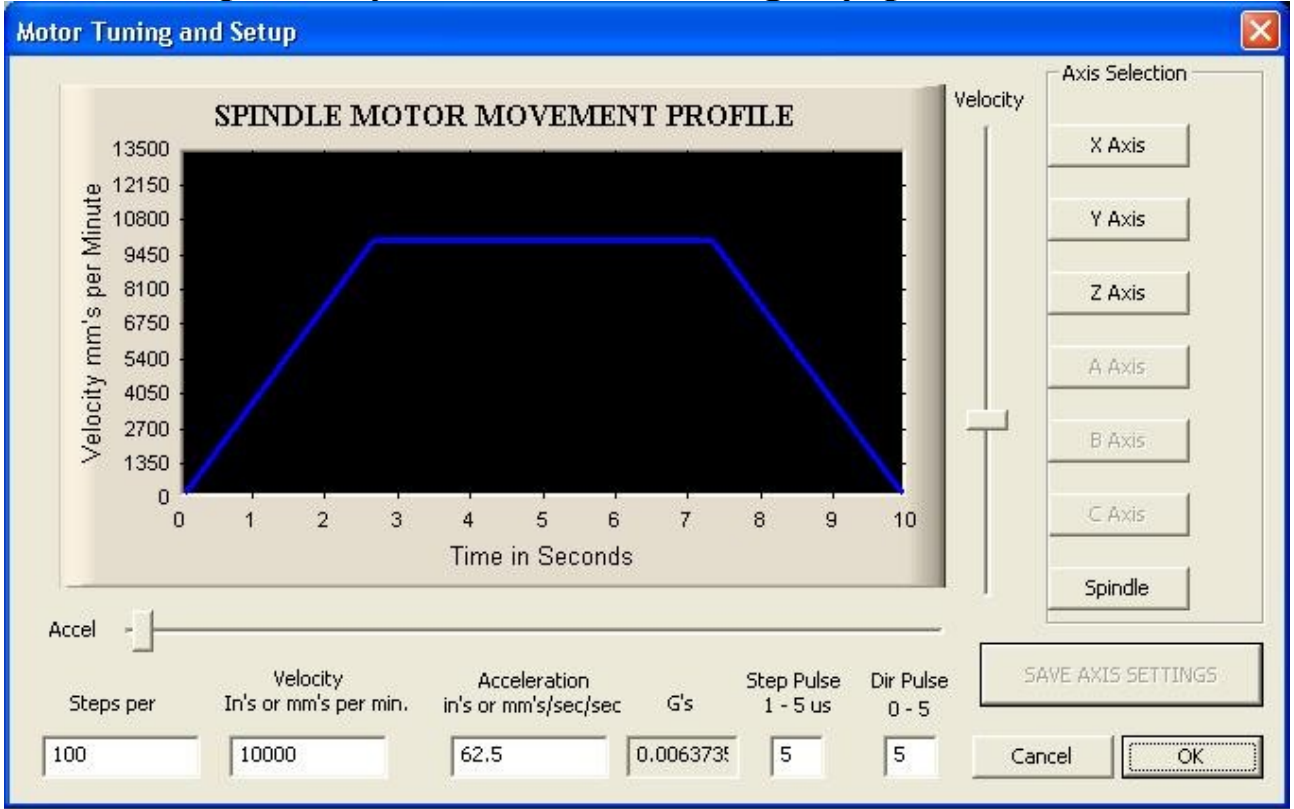 Motor Tuning and Setup
SPINDLE MOTOR MOVEMENT PROFILE
Velocity mm's per Minute
13500
12150
10800
9450
8100
6750
5400
4050
2700
1350
0
0 1 2 3 4 5 6 7 8 9 10
Time in Seconds
Velocity
Axis Selection
X Axis
Y Axis
Z Axis
A Axis
B Axis
C Axis
Spindle
Accel
Steps per
Velocity
In's or mm's per min.
Acceleration
in's or mm's/sec/sec
G's
Step Pulse
1 - 5 us
Dir Pulse
0 - 5
SAVE AXIS SETTINGS
100 10000 62.5 0.006373 5 5
Cancel OK